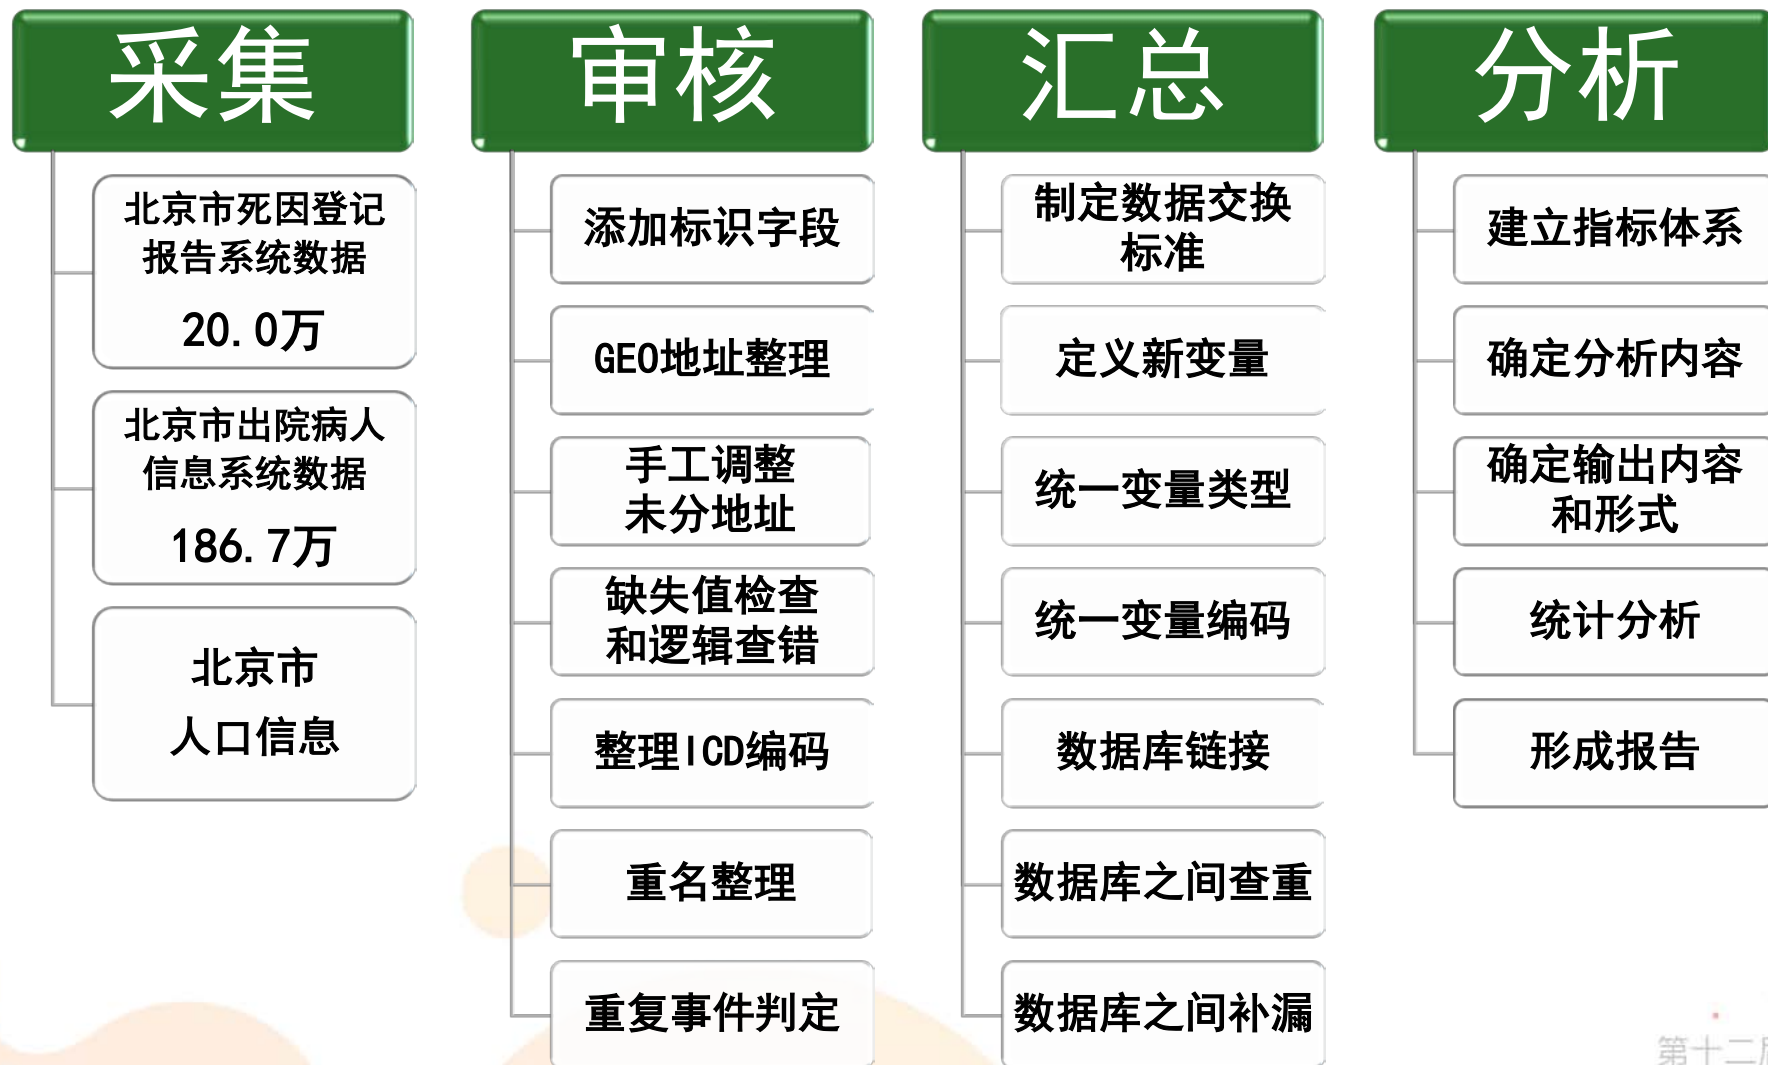 采集
北京市死因登记
报告系统数据
20.0万
北京市出院病人
信息系统数据
186.7万
北京市
人口信息
审核
添加标识字段
GEO地址整理
手工调整
未分地址
缺失值检查
和逻辑查错
整理ICD编码
重名整理
重复事件判定
汇总
制定数据交换
标准
定义新变量
统一变量类型
统一变量编码
数据库链接
数据库之间查重
数据库之间补漏
分析
建立指标体系
确定分析内容
确定输出内容
和形式
统计分析
形成报告
第十二届